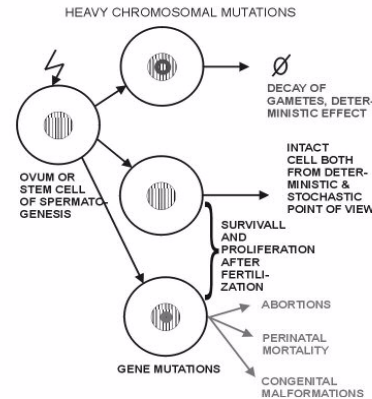 HEAVY CHROMOSOMAL MUTATIONS
Ø
DECAY OF
GAMETES, DETER-
MINISTIC EFFECT
OVUM OR
STEM CELL
OF SPERMATO-
GENESIS
INTACT
CELL BOTH
FROM DETER-
MINISTIC &
STOCHASTIC
POINT OF VIEW
SURVIVALL
AND
PROLIFERATION
AFTER
FERTILI-
ZATION
GENE MUTATIONS
ABORTIONS
PERINATAL
MORTALITY
CONGENITAL
MALFORMATIONS